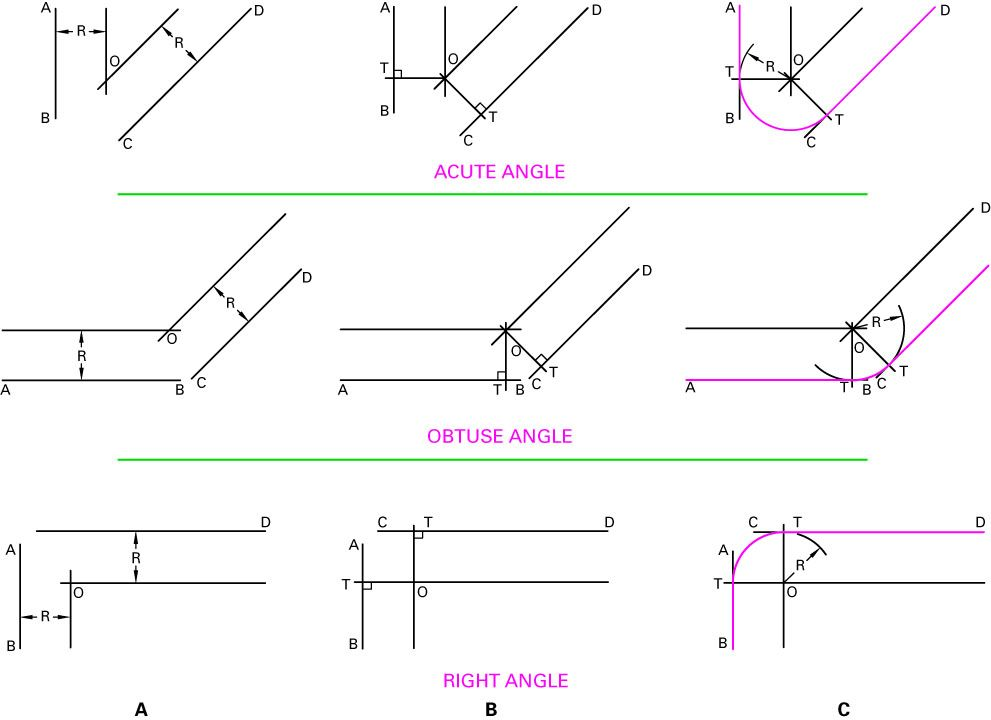 A R O R D B C
A T O T B C D
A T R O T B C D
ACUTE ANGLE
R O R D A B C
O T A T B C D
R O T A T B C D
OBTUSE ANGLE
D A R O R B
C T D A T O B
C T D A R T O B
RIGHT ANGLE
A B C